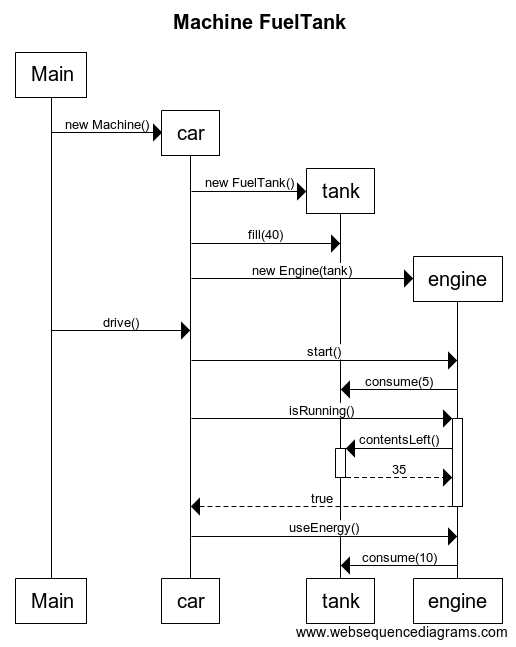 Machine FuelTank
Main
new Machine()
car
new FuelTank()
tank
fill(40)
new Engine(tank)
engine
drive()
start()
consume(5)
isRunning()
contentsLeft()
35
true
useEnergy()
consume(10)
Main
car
tank
engine
www.websequencediagrams.com